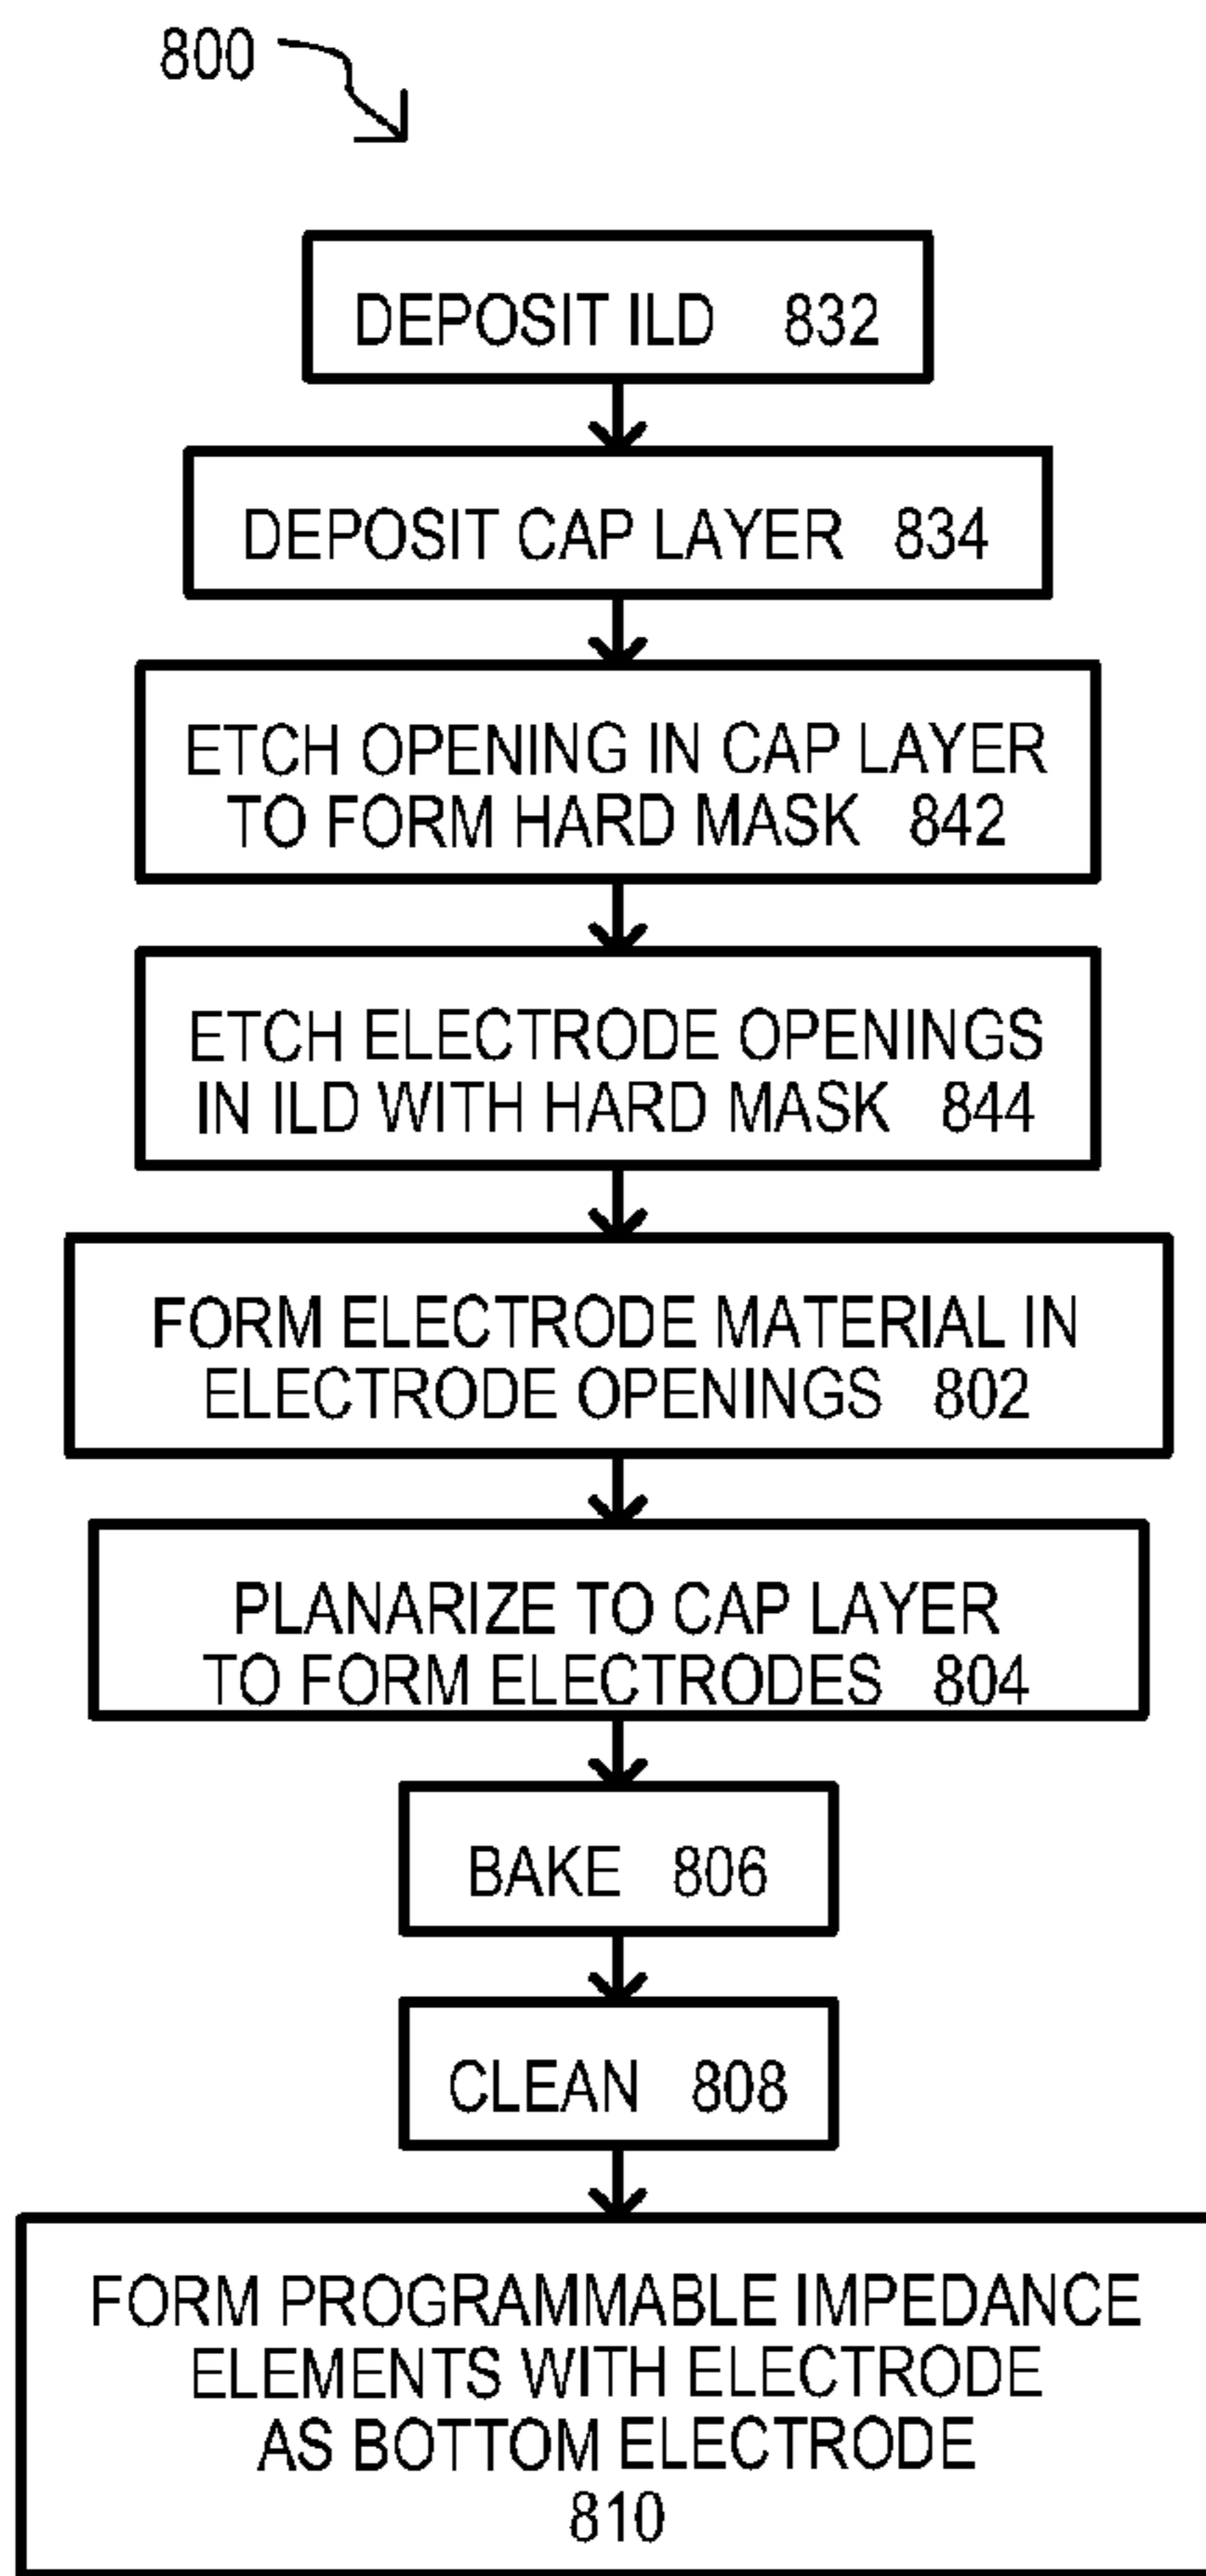 800
DEPOSIT ILD 832
DEPOSIT CAP LAYER 834
ETCH OPENING IN CAP LAYER
TO FORM HARD MASK 842
ETCH ELECTRODE OPENINGS
IN ILD WITH HARD MASK 844
FORM ELECTRODE MATERIAL IN
ELECTRODE OPENINGS 802
PLANARIZE TO CAP LAYER
TO FORM ELECTRODES 804
BAKE 806
CLEAN 808
FORM PROGRAMMABLE IMPEDANCE
ELEMENTS WITH ELECTRODE
AS BOTTOM ELECTRODE
810